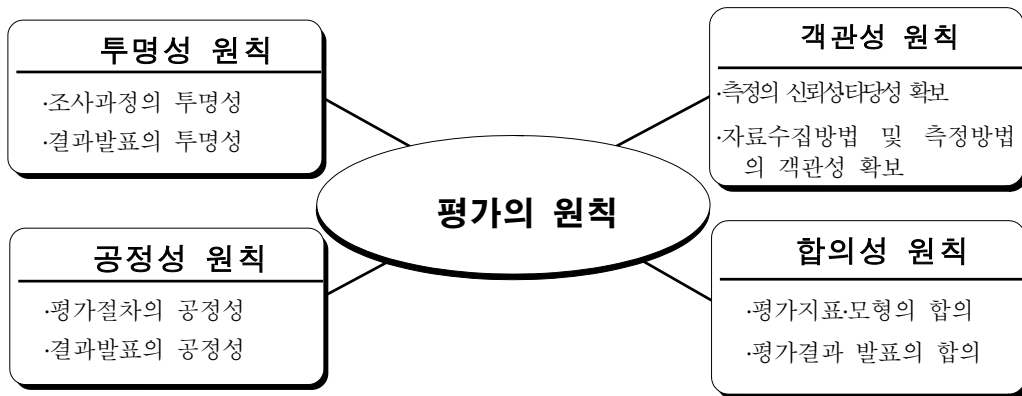 투명성 원칙
·조사과정의 투명성
·결과발표의 투명성
객관성 원칙
·측정의 신뢰성타당성 확보
·자료수집방법 및 측정방법
의 객관성 확보
평가의 원칙
공정성 원칙
·평가절차의 공정성
·결과발표의 공정성
합의성 원칙
·평가지표·모형의 합의
·평가결과 발표의 합의